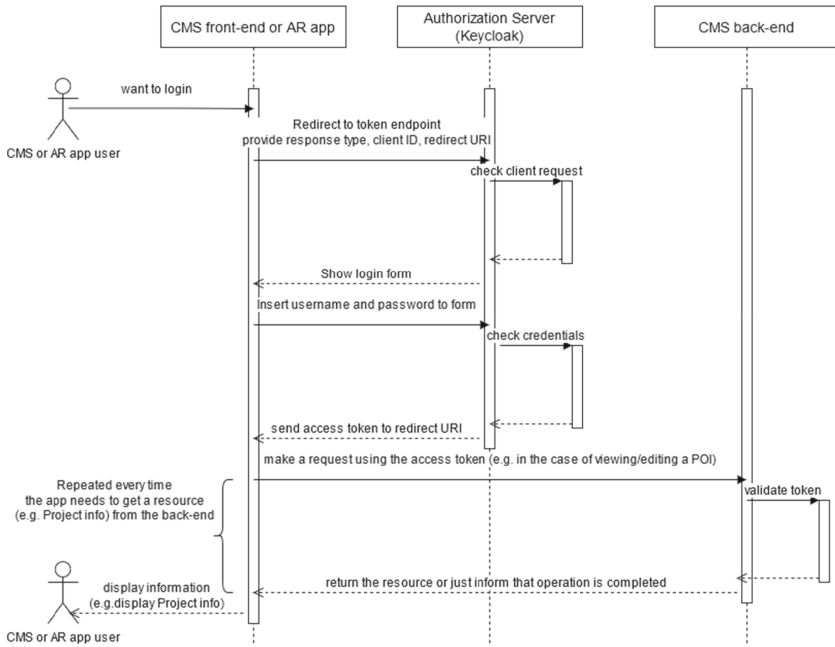 CMS front-end or AR app
Authorization Server
(Keycloak)
CMS back-end
want to login
CMS or AR app user
Redirect to token endpoint
provide response type, client ID, redirect URI
check client request
Show login form
Insert username and password to form
check credentials
send access token to redirect URI
make a request using the access token (e.g. in the case of viewing/editing a POI)
Repeated every time
the app needs to get a resource
(e.g. Project info) from the back-end
validate token
return the resource or just inform that operation is completed
display information
(e.g.display Project info)
CMS or AR app user